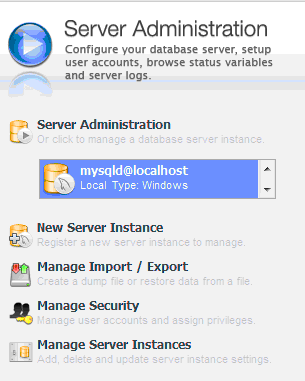 Server Administration
Configure your database server, setup
user accounts, browse status variables
and server logs.
Server Administration
Or click to manage a database server instance.
mysqld@localhost
Local Type: Windows
New Server Instance
Register a new server instance to manage.
Manage Import / Export
Create a dump file or restore data from a file.
Manage Security
Manage user accounts and assign privileges.
Manage Server Instances
Add, delete and update server instance settings.